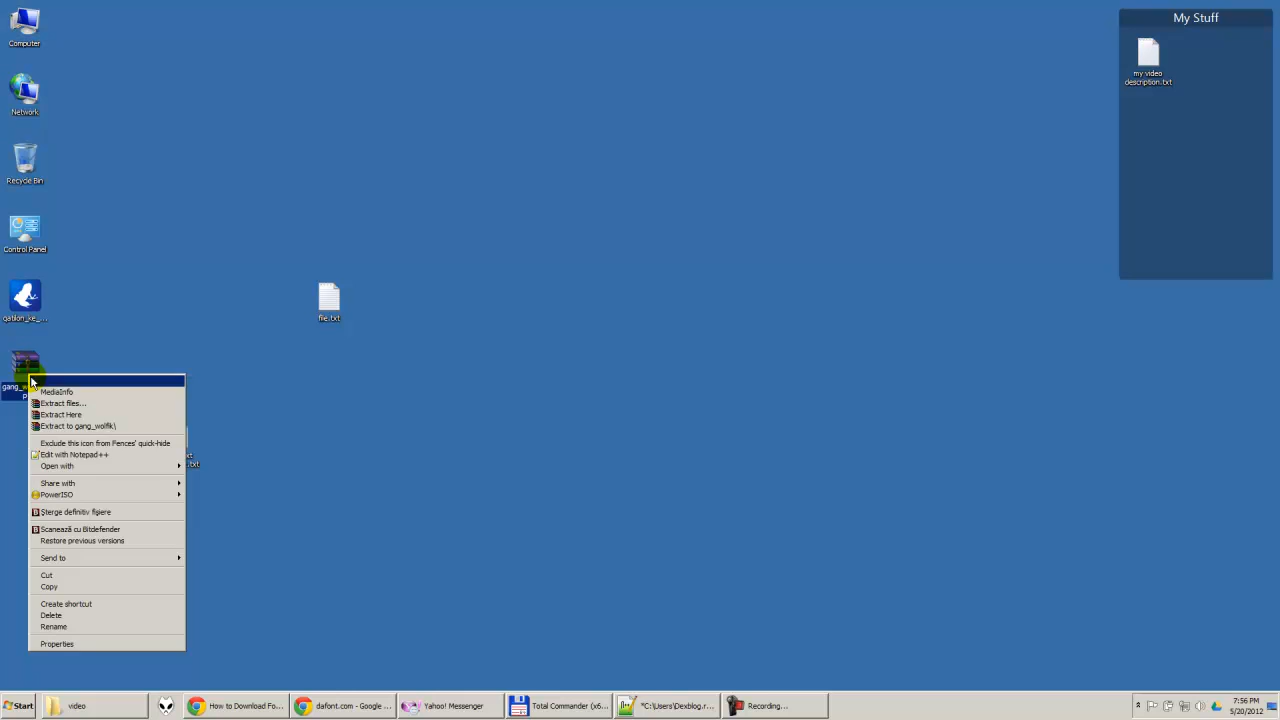 My Stuff
Computer
my video
description.txt
Network
Recycle Bin
Control Panel
qatilon_ke_...
file.txt
MediaInfo
Extract files...
Extract Here
Extract to gang_wolfik\
Exclude this icon from Fences' quick-hide
Edit with Notepad++
Open with
.txt
Share with
PowerISO
Șterge definitiv fișiere
Scanează cu Bitdefender
Restore previous versions
Send to
Cut
Copy
Create shortcut
Delete
Rename
Properties
Start
video
How to Download Fo...
dafont.com - Google ...
Yahoo! Messenger
Total Commander (x6...
*C:\Users\Dexblog.r...
Recording...
7:56 PM
5/20/2012